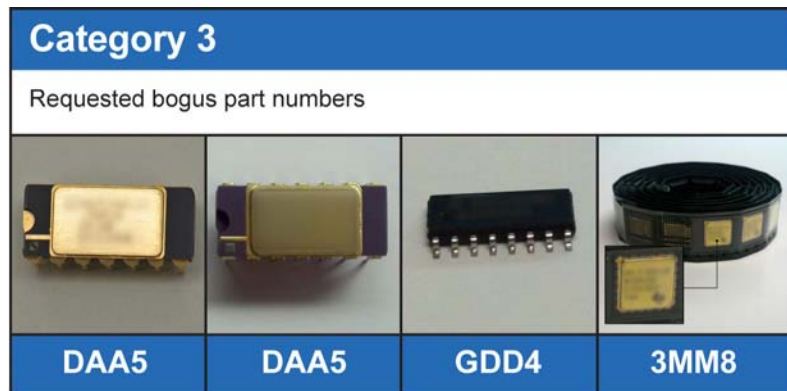 Category 3
Requested bogus part numbers
DAA5
DAA5
GDD4
3MM8